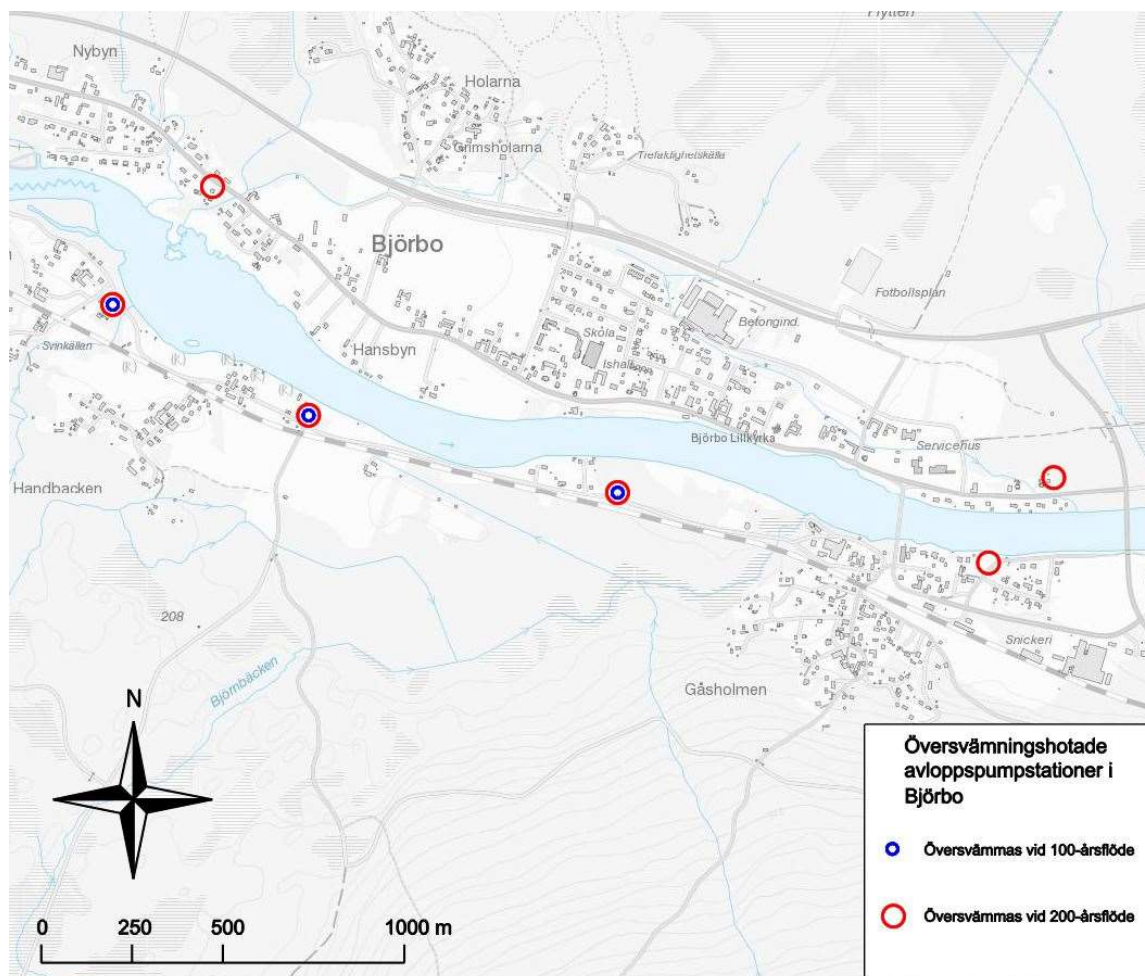 Flytten
Nybyn
Holarna
Grimsholarna
Trefaldighetskälla
Björbo
Fotbollsplan
Betongind.
Skola
Svinkällan
Hansbyn
Ishallen
(K)
(K)
(K)
(K)
(K)
Björbo Lillkyrka
Servicehus
Handbacken
208
Snickeri
Björnbäcken
Gåsholmen
N
Översvämningshotade
avloppspumpstationer i
Björbo
Översvämmas vid 100-årsflöde
Översvämmas vid 200-årsflöde
0 250 500 1000 m